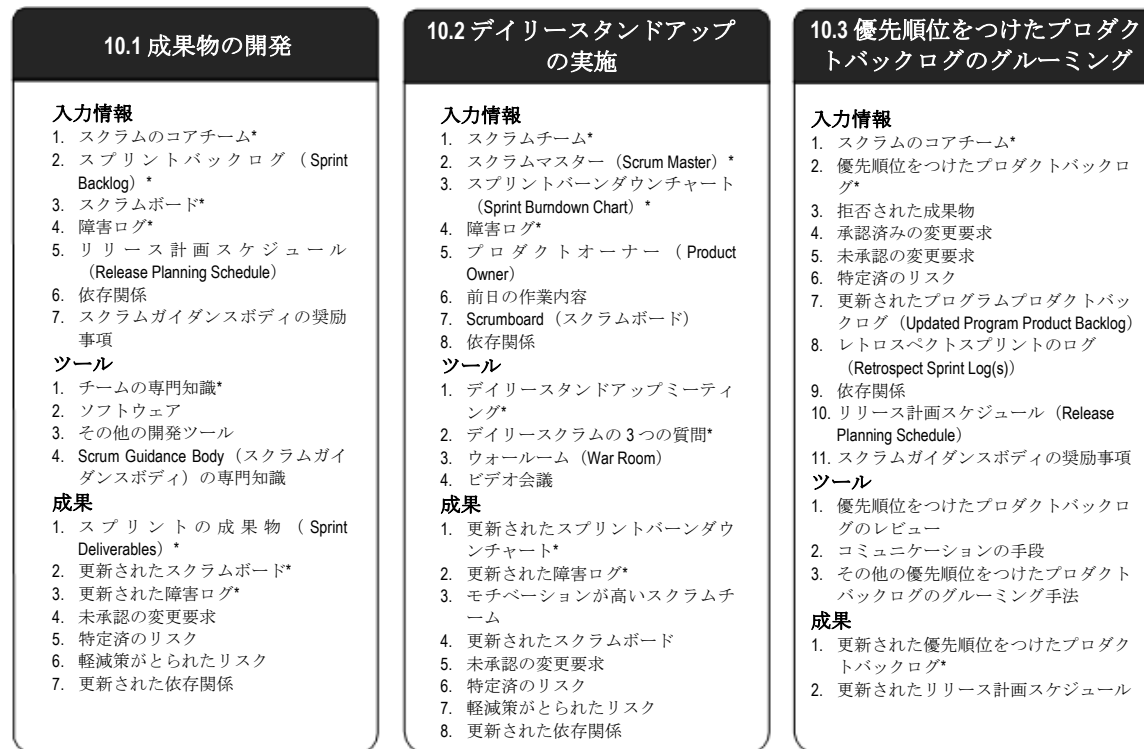 10.1 成果物の開発
入力情報
1. スクラムのコアチーム*
2. スプリントバックログ（Sprint
Backlog）*
3. スクラムボード*
4. 障害ログ*
5. リリース計画スケジュール
（Release Planning Schedule）
6. 依存関係
7. スクラムガイダンスボディの奨励
事項
ツール
1. チームの専門知識*
2. ソフトウェア
3. その他の開発ツール
4. Scrum Guidance Body（スクラムガイ
ダンスボディ）の専門知識
成果
1. スプリントの成果物（Sprint
Deliverables）*
2. 更新されたスクラムボード*
3. 更新された障害ログ*
4. 未承認の変更要求
5. 特定済のリスク
6. 軽減策がとられたリスク
7. 更新された依存関係
10.2 デイリースタンドアップ
の実施
入力情報
1. スクラムチーム*
2. スクラムマスター（Scrum Master）*
3. スプリントバーンダウンチャート
（Sprint Burndown Chart）*
4. 障害ログ*
5. プロダクトオーナー（Product
Owner）
6. 前日の作業内容
7. Scrumboard（スクラムボード）
8. 依存関係
ツール
1. デイリースタンドアップミーティ
ング*
2. デイリースクラムの 3 つの質問*
3. ウォールーム（War Room）
4. ビデオ会議
成果
1. 更新されたスプリントバーンダウ
ンチャート*
2. 更新された障害ログ*
3. モチベーションが高いスクラムチ
ーム
4. 更新されたスクラムボード
5. 未承認の変更要求
6. 特定済のリスク
7. 軽減策がとられたリスク
8. 更新された依存関係
10.3 優先順位をつけたプロダク
トバックログのグルーミング
入力情報
1. スクラムのコアチーム*
2. 優先順位をつけたプロダクトバックロ
グ*
3. 拒否された成果物
4. 承認済みの変更要求
5. 未承認の変更要求
6. 特定済のリスク
7. 更新されたプログラムプロダクトバッ
クログ（Updated Program Product Backlog）
8. レトロスペクトスプリントのログ
（Retrospect Sprint Log(s)）
9. 依存関係
10. リリース計画スケジュール（Release
Planning Schedule）
11. スクラムガイダンスボディの奨励事項
ツール
1. 優先順位をつけたプロダクトバックロ
グのレビュー
2. コミュニケーションの手段
3. その他の優先順位をつけたプロダクト
バックログのグルーミング手法
成果
1. 更新された優先順位をつけたプロダク
トバックログ*
2. 更新されたリリース計画スケジュール